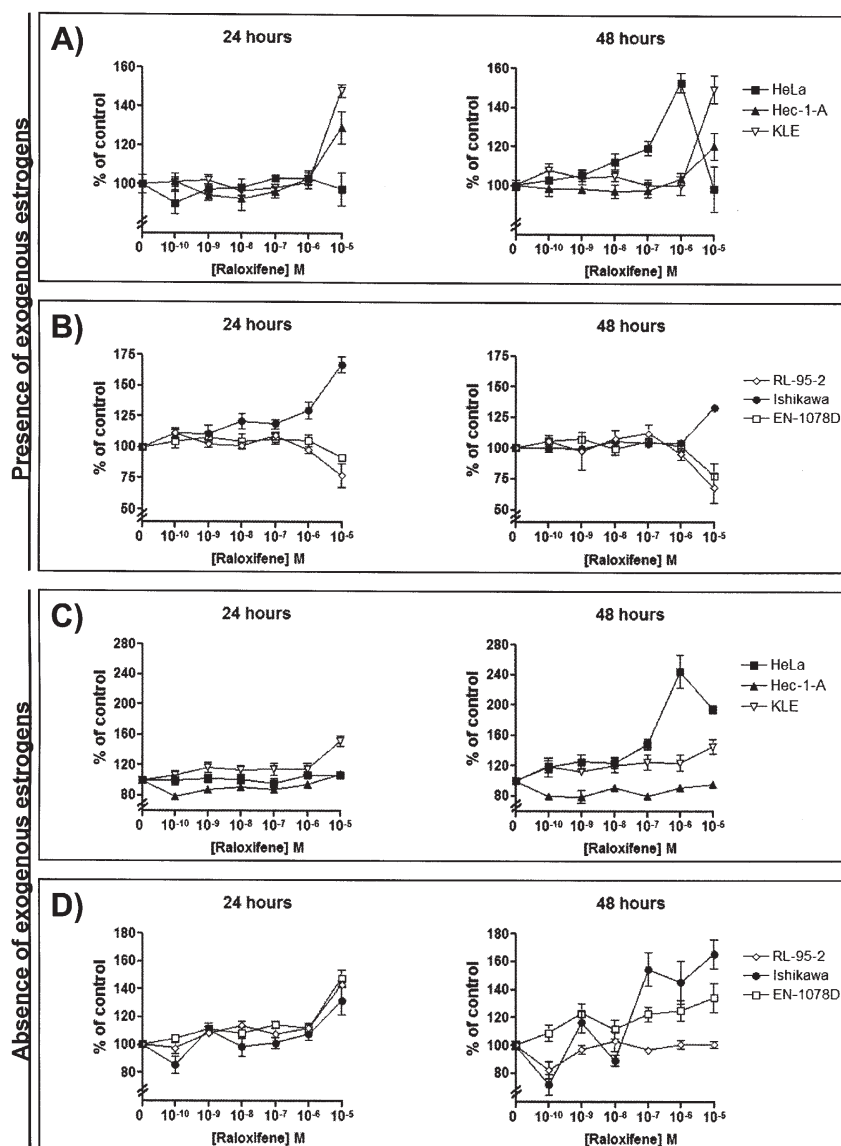 Presence of exogenous estrogens
A)
24 hours
% of control
160
140
120
100
0 10⁻¹⁰ 10⁻⁹ 10⁻⁸ 10⁻⁷ 10⁻⁶ 10⁻⁵
[Raloxifene] M
48 hours
% of control
160
140
120
100
0 10⁻¹⁰ 10⁻⁹ 10⁻⁸ 10⁻⁷ 10⁻⁶ 10⁻⁵
[Raloxifene] M
HeLa
Hec-1-A
KLE
B)
24 hours
% of control
175
150
125
100
75
50
0 10⁻¹⁰ 10⁻⁹ 10⁻⁸ 10⁻⁷ 10⁻⁶ 10⁻⁵
[Raloxifene] M
48 hours
% of control
175
150
125
100
75
50
0 10⁻¹⁰ 10⁻⁹ 10⁻⁸ 10⁻⁷ 10⁻⁶ 10⁻⁵
[Raloxifene] M
RL-95-2
Ishikawa
EN-1078D
Absence of exogenous estrogens
C)
24 hours
% of control
280
240
200
160
120
80
0 10⁻¹⁰ 10⁻⁹ 10⁻⁸ 10⁻⁷ 10⁻⁶ 10⁻⁵
[Raloxifene] M
48 hours
% of control
280
240
200
160
120
80
0 10⁻¹⁰ 10⁻⁹ 10⁻⁸ 10⁻⁷ 10⁻⁶ 10⁻⁵
[Raloxifene] M
HeLa
Hec-1-A
KLE
D)
24 hours
% of control
180
160
140
120
100
80
0 10⁻¹⁰ 10⁻⁹ 10⁻⁸ 10⁻⁷ 10⁻⁶ 10⁻⁵
[Raloxifene] M
48 hours
% of control
180
160
140
120
100
80
0 10⁻¹⁰ 10⁻⁹ 10⁻⁸ 10⁻⁷ 10⁻⁶ 10⁻⁵
[Raloxifene] M
RL-95-2
Ishikawa
EN-1078D